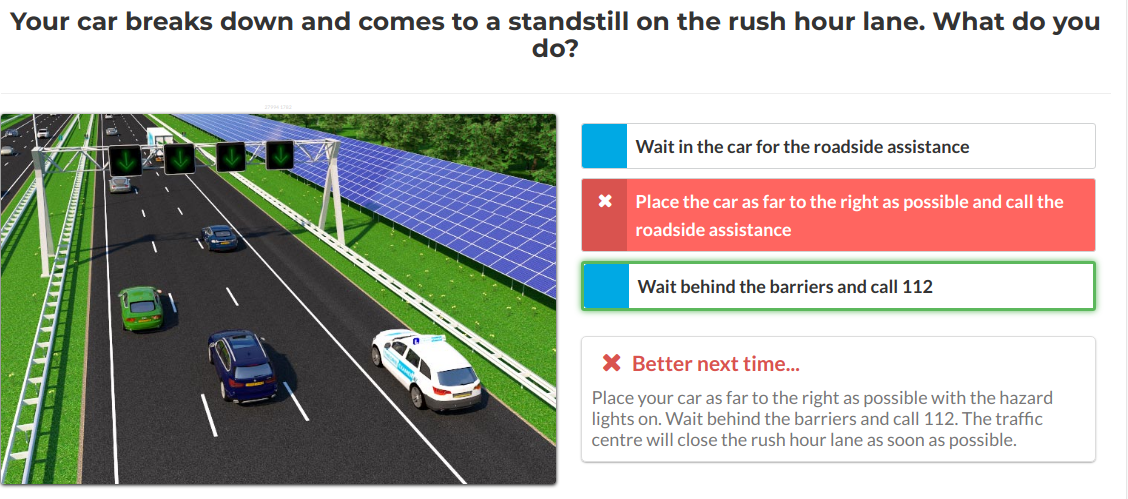 Your car breaks down and comes to a standstill on the rush hour lane. What do you
do?
Wait in the car for the roadside assistance
Place the car as far to the right as possible and call the
roadside assistance
Wait behind the barriers and call 112
Better next time...
Place your car as far to the right as possible with the hazard
lights on. Wait behind the barriers and call 112. The traffic
centre will close the rush hour lane as soon as possible.